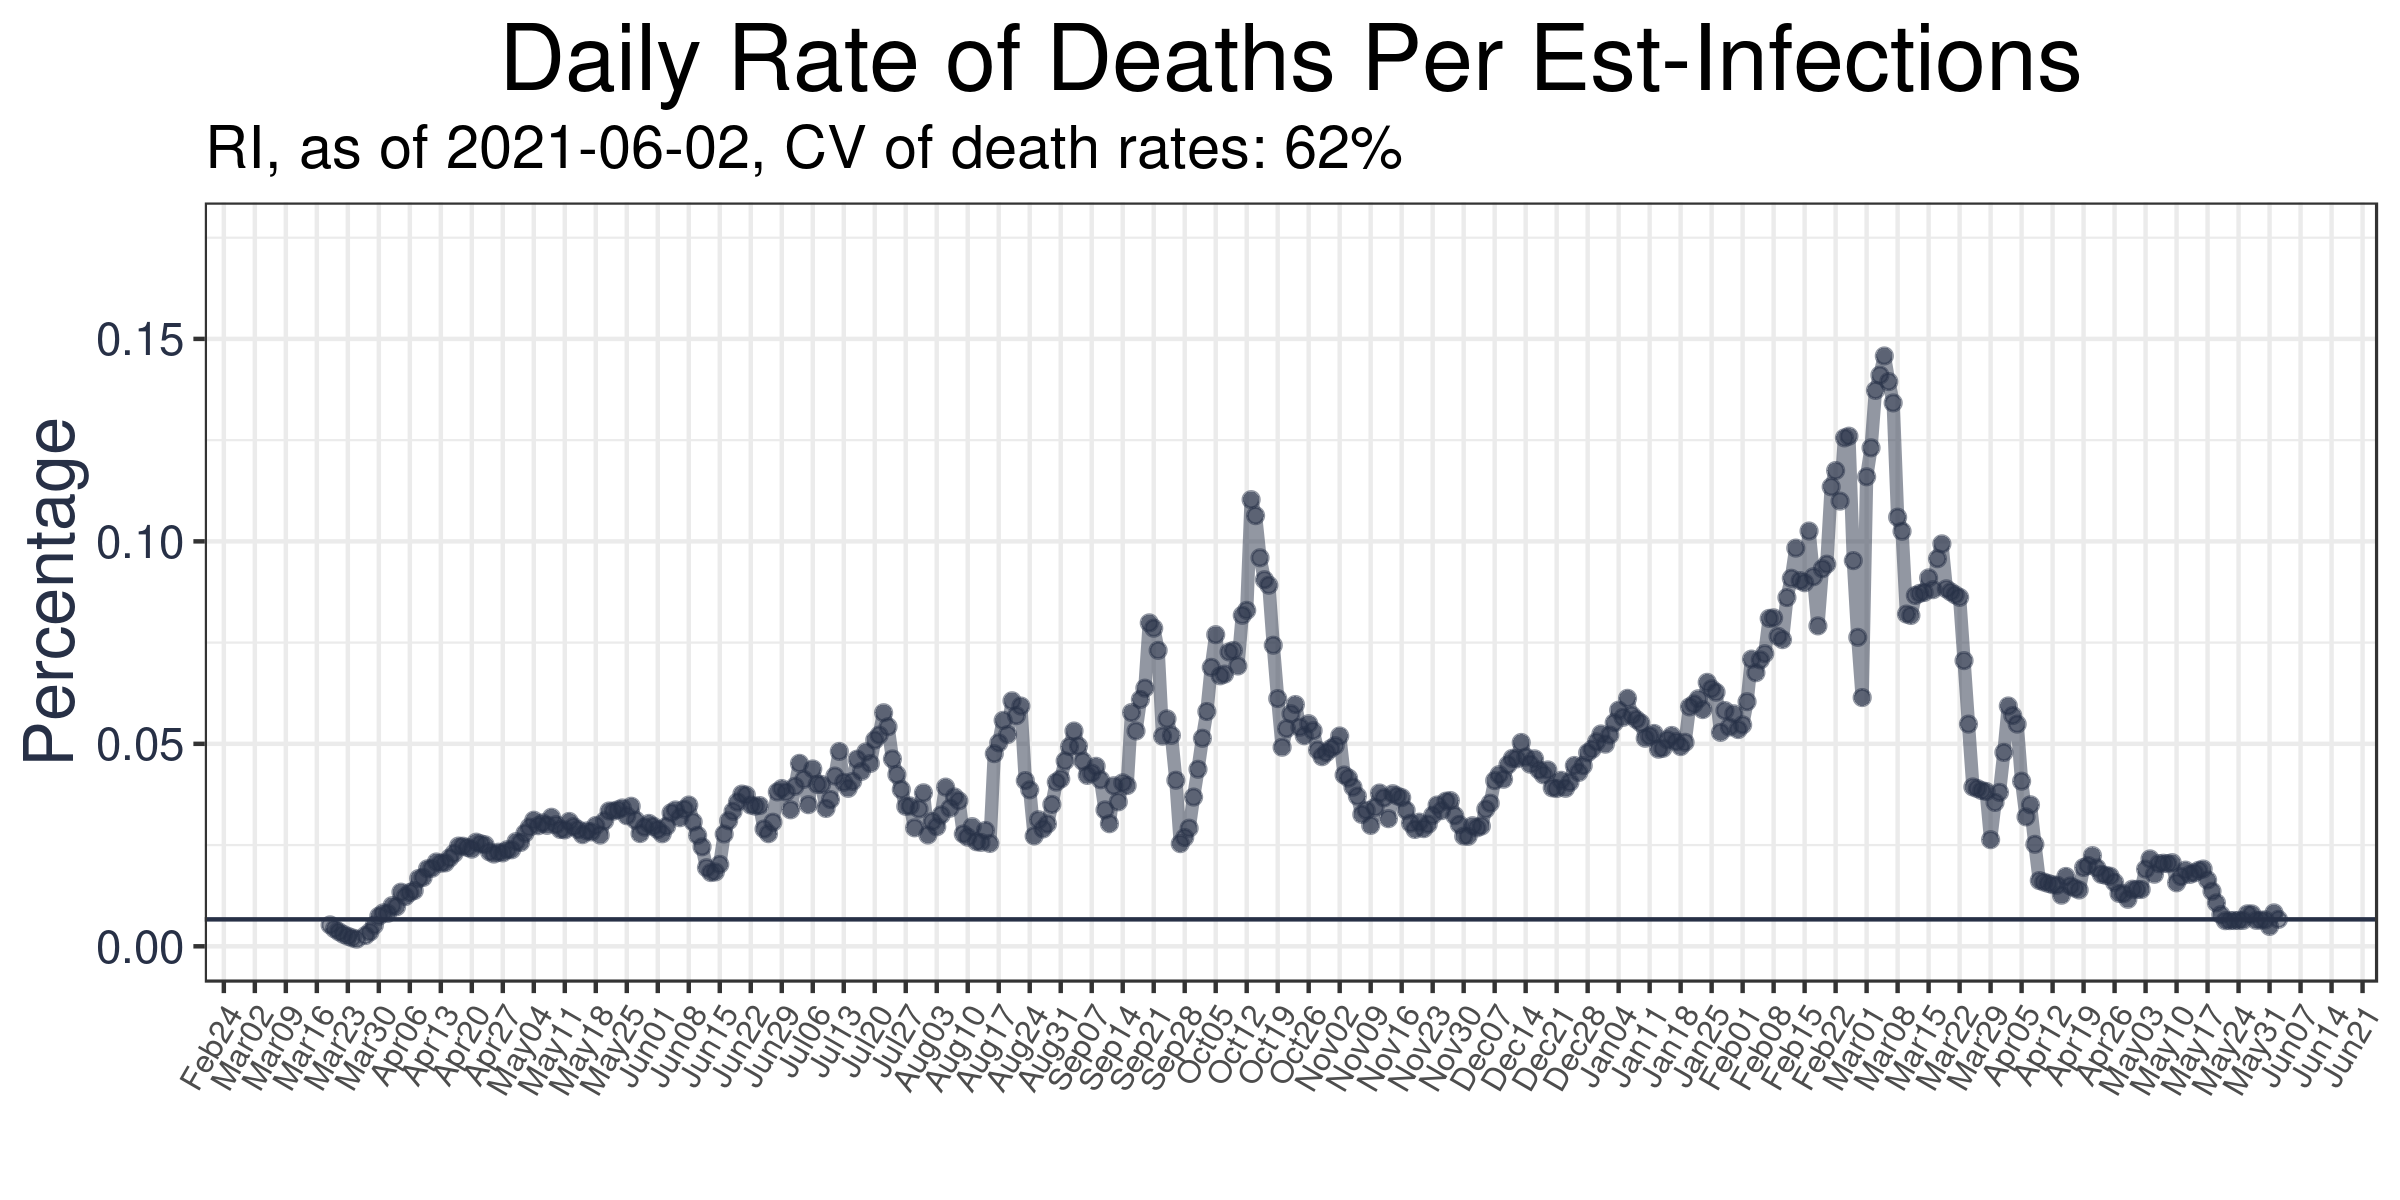 Daily Rate of Deaths Per Est-Infections
RI, as of 2021-06-02, CV of death rates: 62%
Percentage
0.15
0.10
0.05
0.00
Feb24
Mar02
Mar09
Mar16
Mar23
Mar30
Apr06
Apr13
Apr20
Apr27
May04
May11
May18
May25
Jun01
Jun08
Jun15
Jun22
Jun29
Jul06
Jul13
Jul20
Jul27
Aug03
Aug10
Aug17
Aug24
Aug31
Sep07
Sep14
Sep21
Sep28
Oct05
Oct12
Oct19
Oct26
Nov02
Nov09
Nov16
Nov23
Nov30
Dec07
Dec14
Dec21
Dec28
Jan04
Jan11
Jan18
Jan25
Feb01
Feb08
Feb15
Feb22
Mar01
Mar08
Mar15
Mar22
Mar29
Apr05
Apr12
Apr19
Apr26
May03
May10
May17
May24
May31
Jun07
Jun14
Jun21